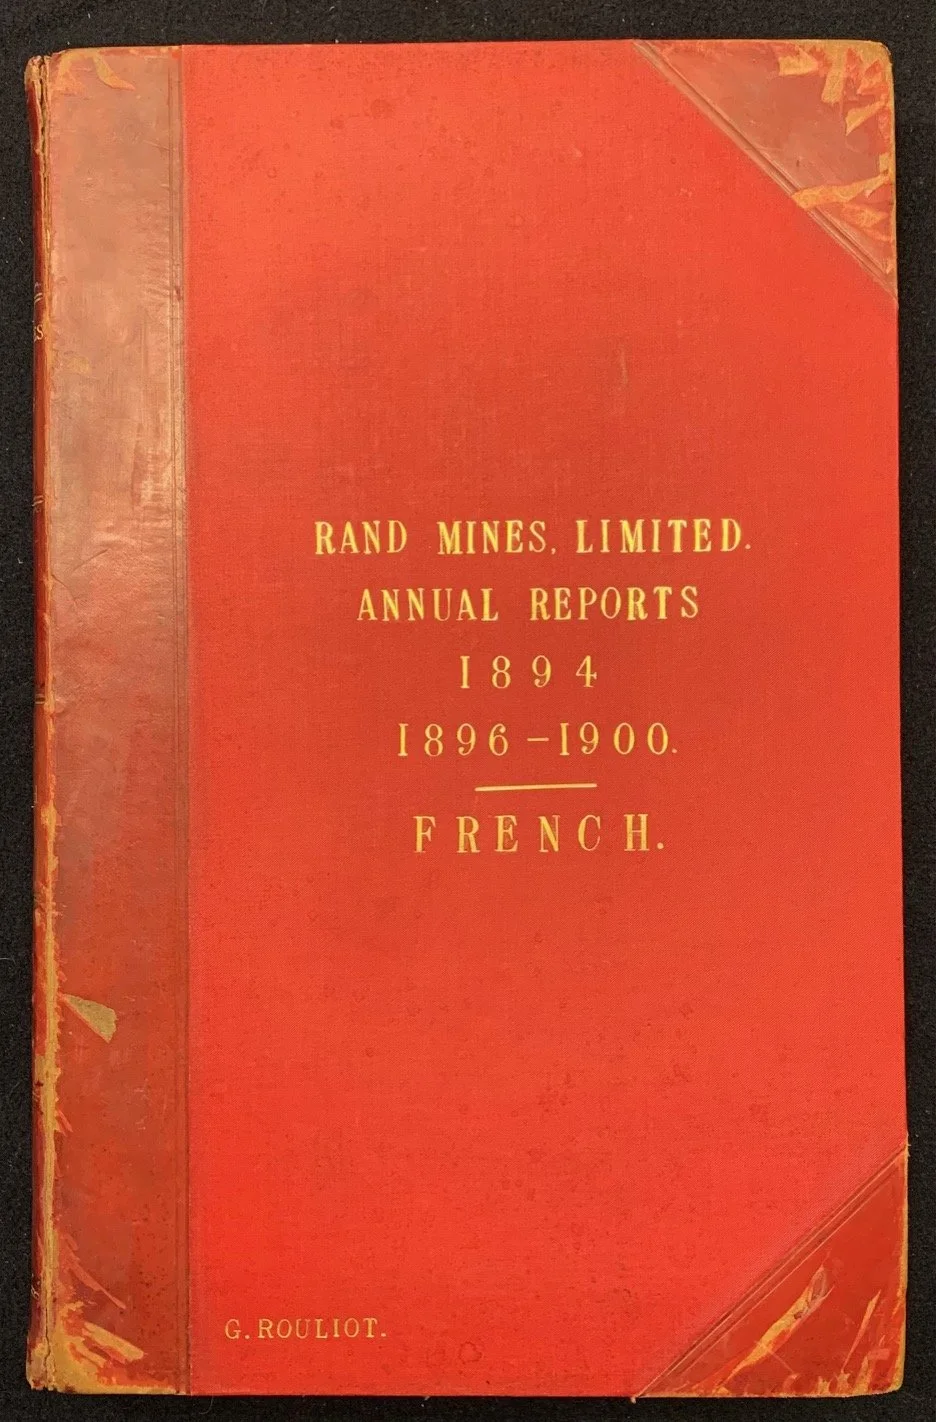 RAND MINES, LIMITED.
ANNUAL REPORTS
1894
1896-1900.
FRENCH.
G. ROULIOT.